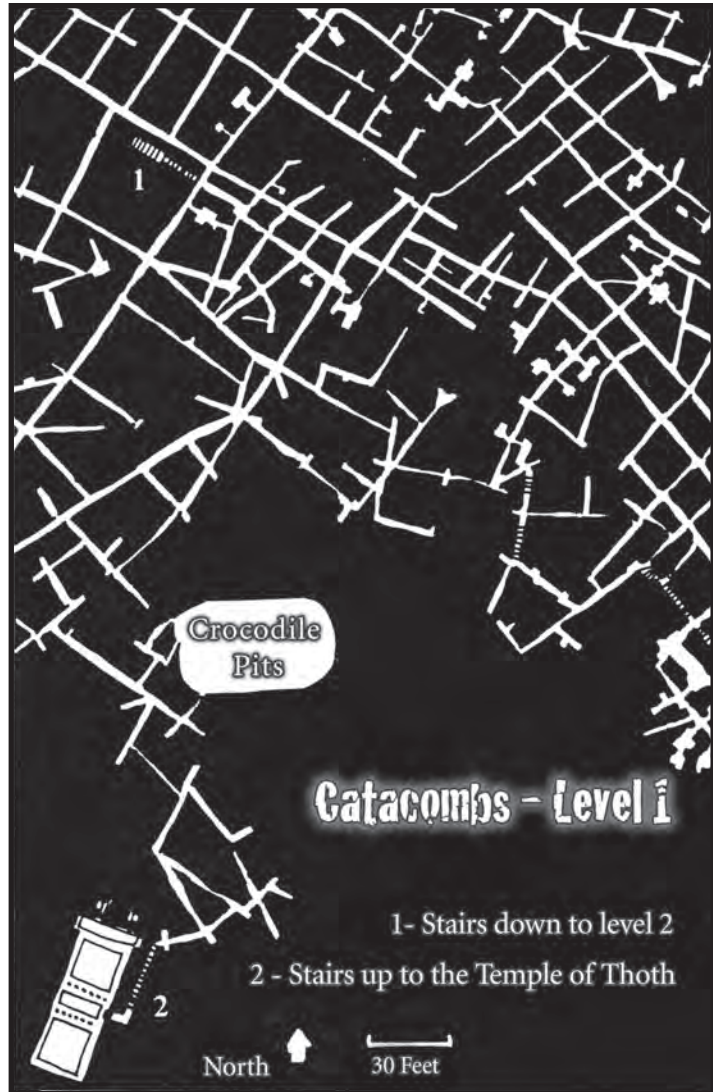 1
Crocodile
Pits
Catacombs – Level 1
1- Stairs down to level 2
2 - Stairs up to the Temple of Thoth
2
North
30 Feet